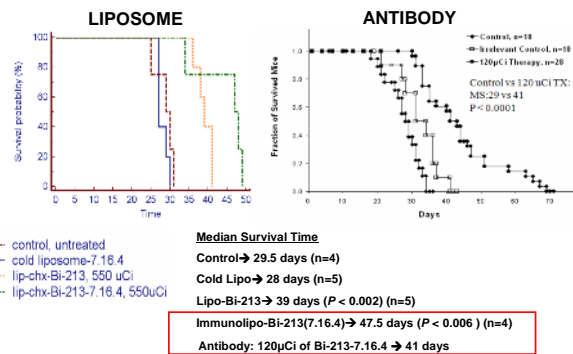 LIPOSOME
ANTIBODY
Survival probability (%)
100
80
60
40
20
0
0 5 10 15 20 25 30 35 40 45 50
Time
Fraction of Survived Mice
1.0
0.8
0.6
0.4
0.2
0.0
0 10 20 30 40 50 60 70
Days
Control, n=18
Irrelevant Control, n=10
120μCi Therapy, n=28
Control vs 120 uCi TX:
MS:29 vs 41
P< 0.0001
control, untreated
cold liposome-7.16.4
lip-chx-Bi-213, 550 uCi
lip-chx-Bi-213-7.16.4, 550uCi
Median Survival Time
Control→ 29.5 days (n=4)
Cold Lipo→ 28 days (n=5)
Lipo-Bi-213→ 39 days (P < 0.002) (n=5)
Immunolipo-Bi-213(7.16.4)→ 47.5 days (P < 0.006 ) (n=4)
Antibody: 120μCi of Bi-213-7.16.4 → 41 days